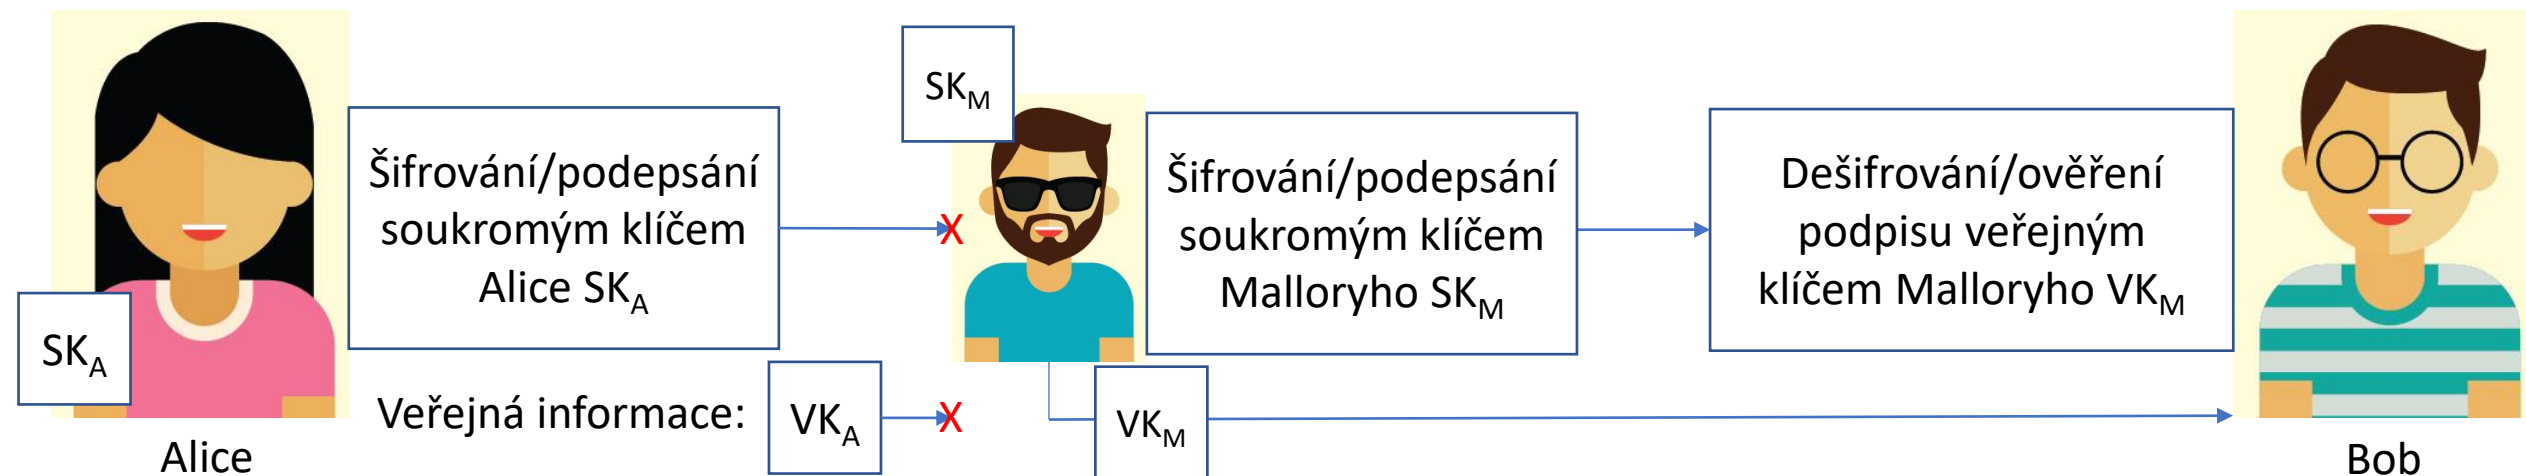 SK_M
Šifrování/podepsání
soukromým klíčem
Alice SK_A
X
Šifrování/podepsání
soukromým klíčem
Malloryho SK_M
Dešifrování/ověření
podpisu veřejným
klíčem Malloryho VK_M
SK_A
Veřejná informace:
VK_A
X
VK_M
Alice
Bob